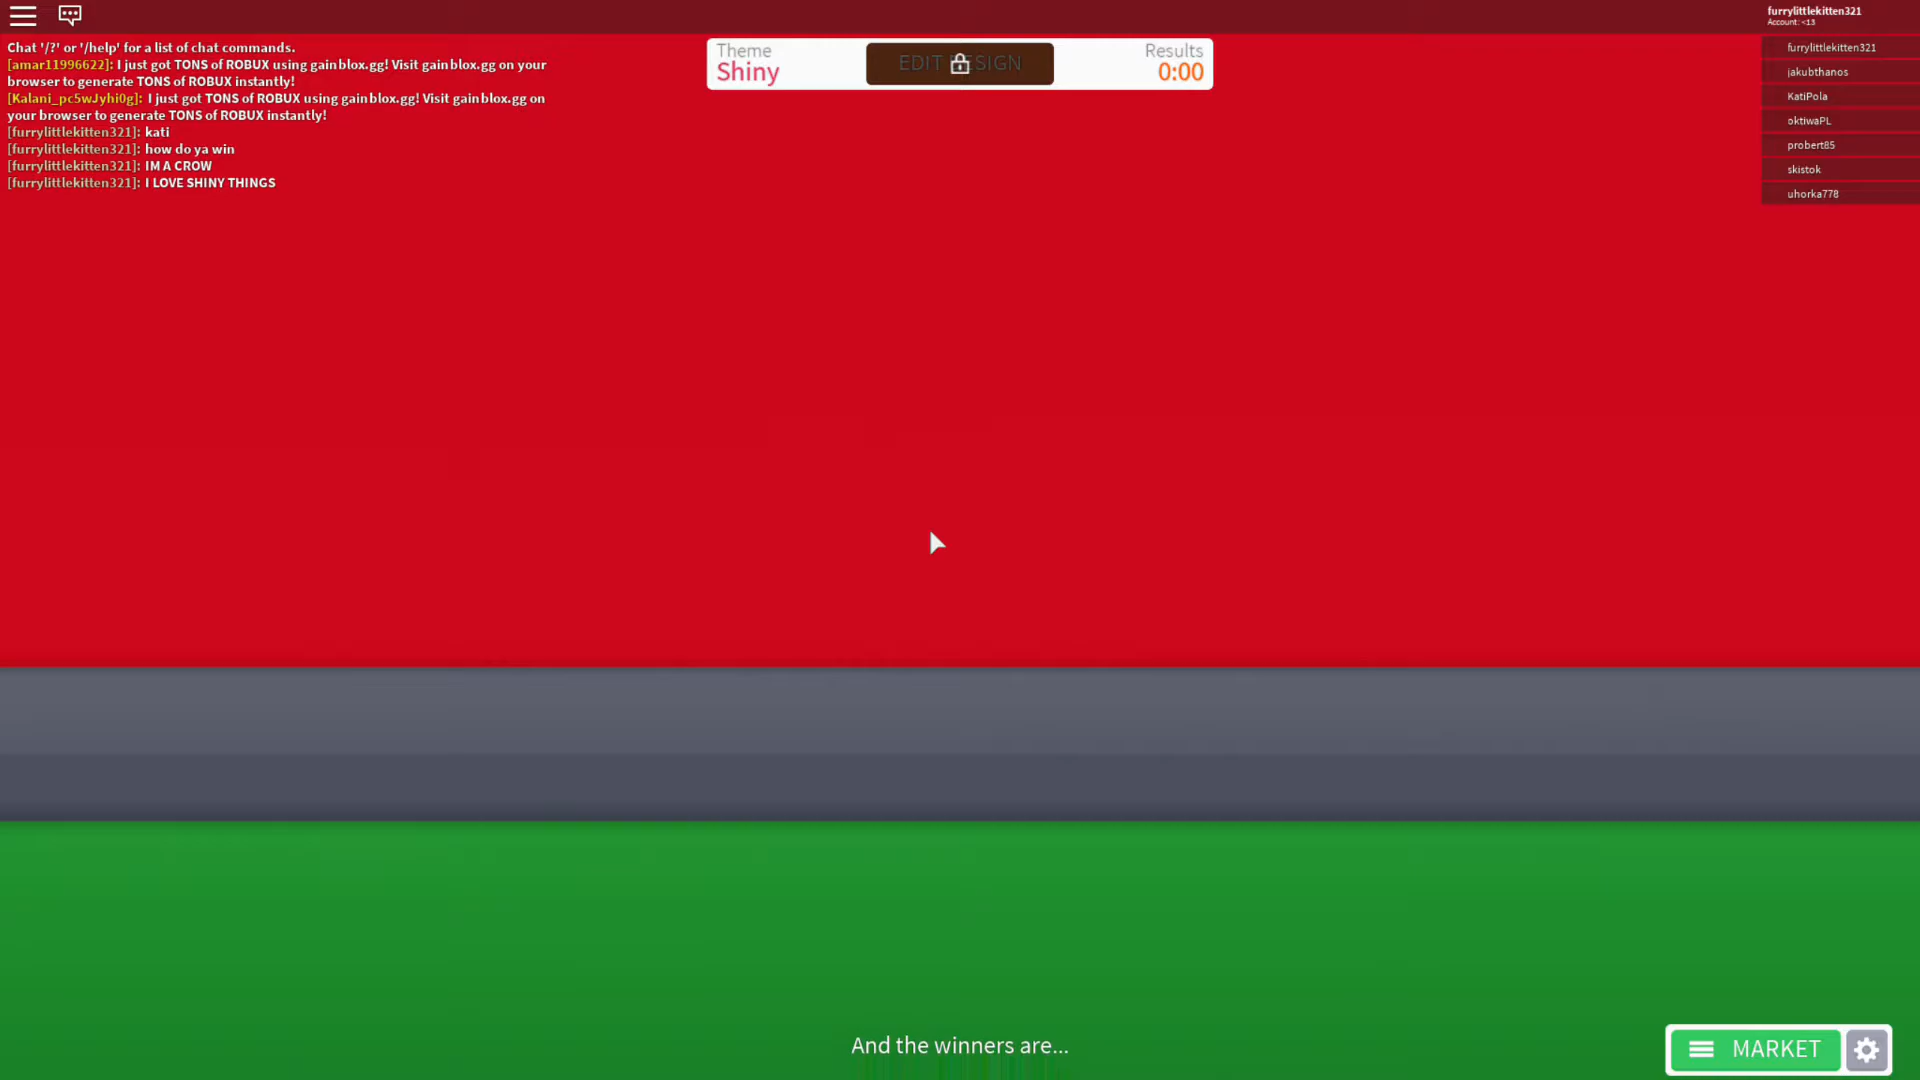 furrylittlekitten321
Account: <13
Chat '/?' or '/help' for a list of chat commands.
[amar11996622]: I just got TONS of ROBUX using gainblox.gg! Visit gainblox.gg on your
browser to generate TONS of ROBUX instantly!
[Kalani_pc5wJyhi0g]: I just got TONS of ROBUX using gainblox.gg! Visit gainblox.gg on
your browser to generate TONS of ROBUX instantly!
[furrylittlekitten321]: kati
[furrylittlekitten321]: how do ya win
[furrylittlekitten321]: IM A CROW
[furrylittlekitten321]: I LOVE SHINY THINGS
Theme
Shiny
EDIT DESIGN
Results
0:00
furrylittlekitten321
jakubthanos
KatiPola
oktiwaPL
probert85
skistok
uhorka778
And the winners are...
MARKET